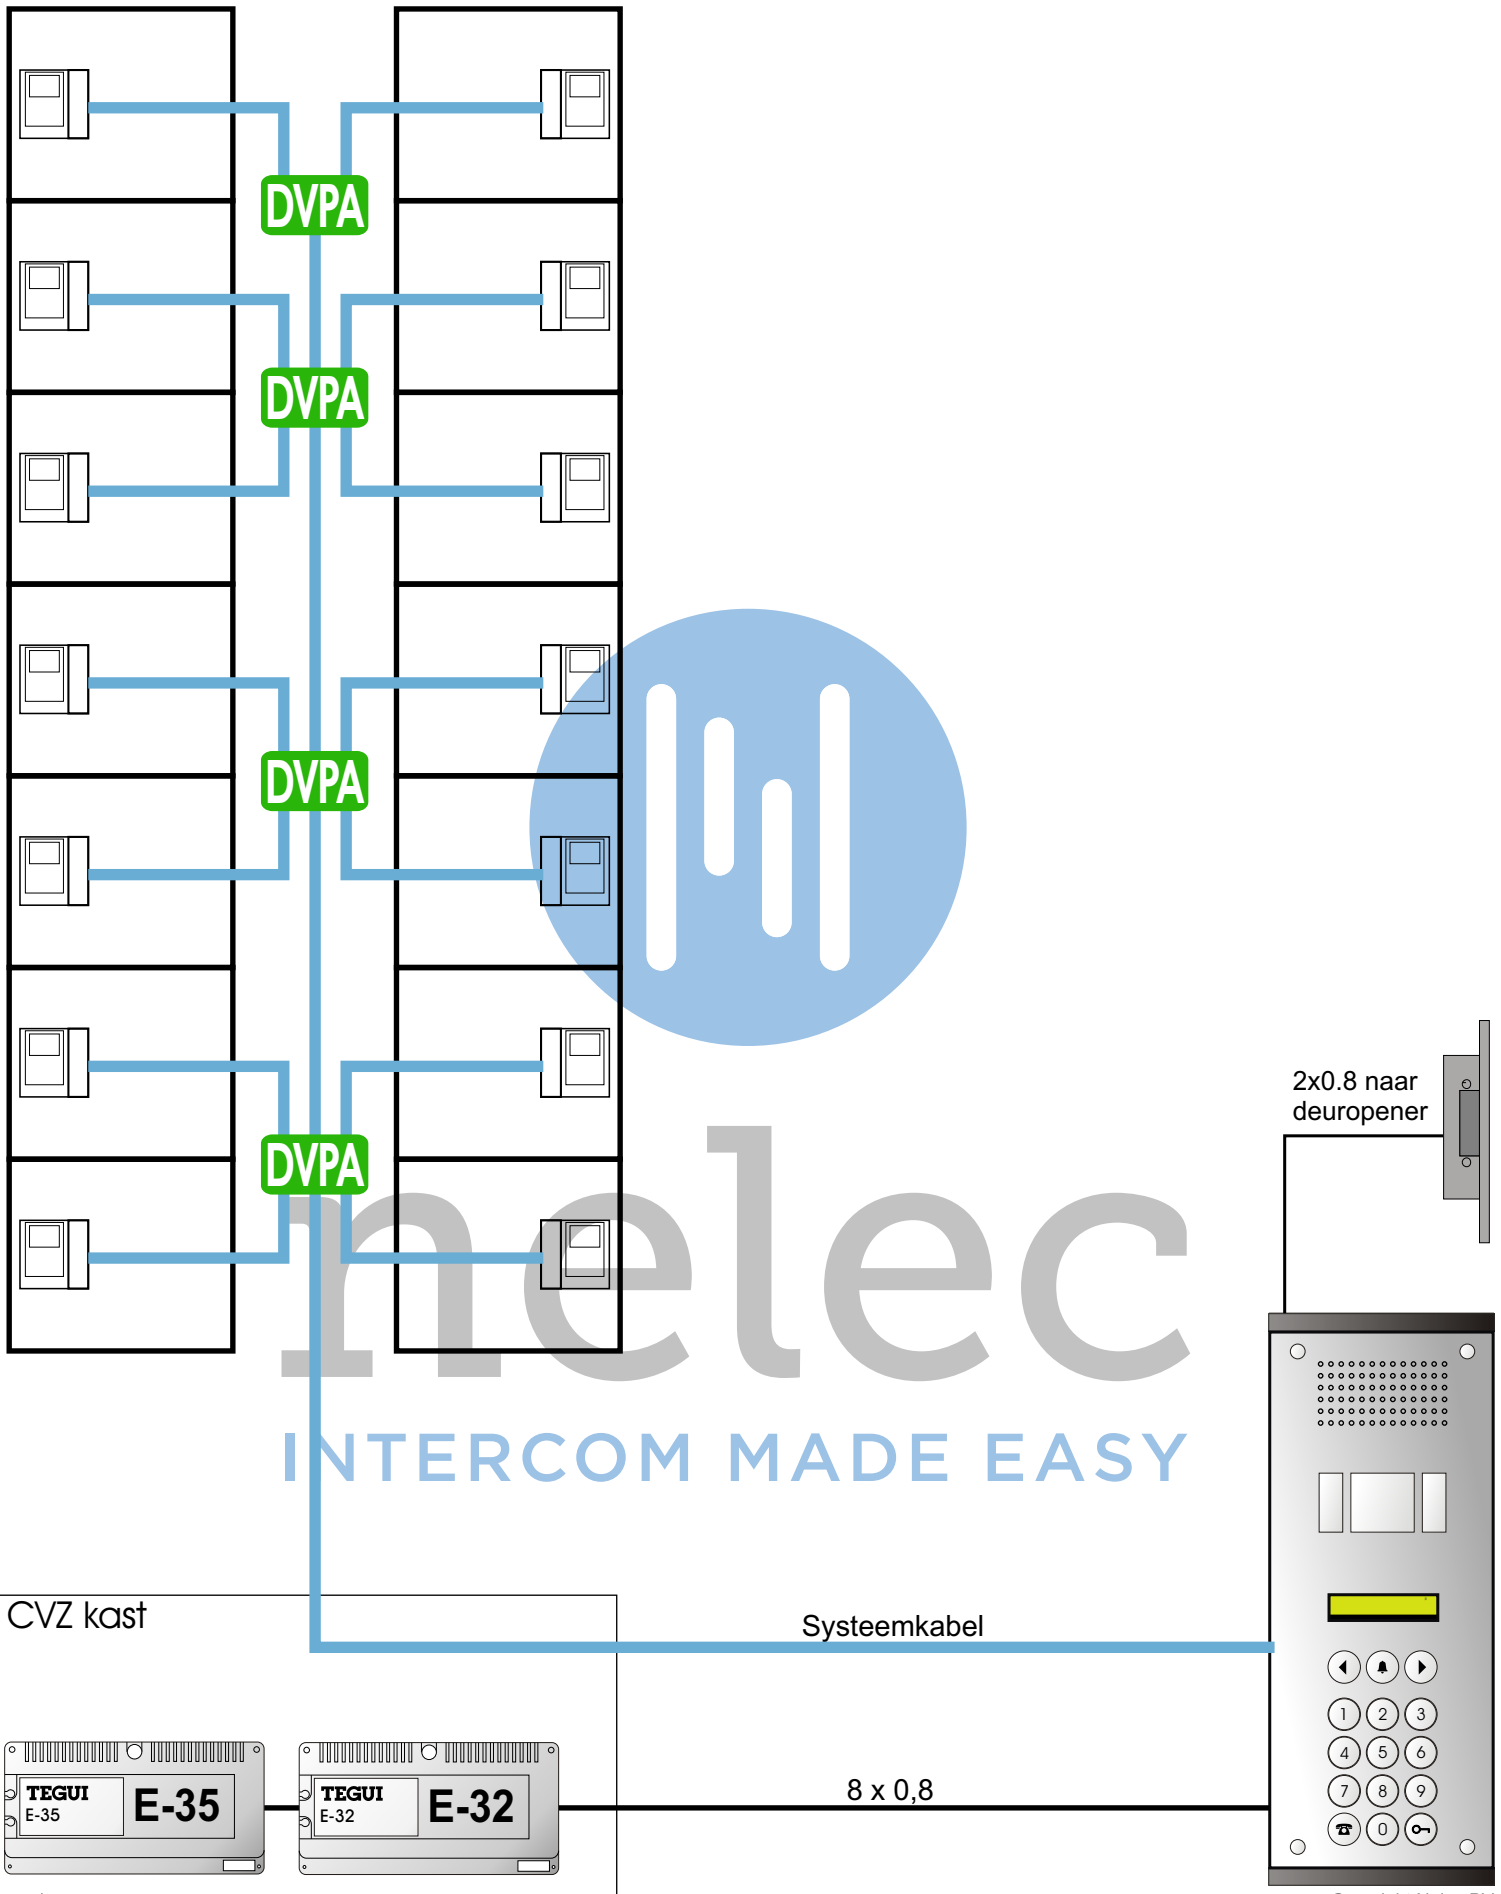 DVPA
DVPA
DVPA
2x0.8 naar
deuropener
DVPA
nelec
INTERCOM MADE EASY
CVZ kast
Systeemkabel
1 2 3
4 5 6
7 8 9
0
TEGUI
E-35
E-35
TEGUI
E-32
E-32
8 x 0,8